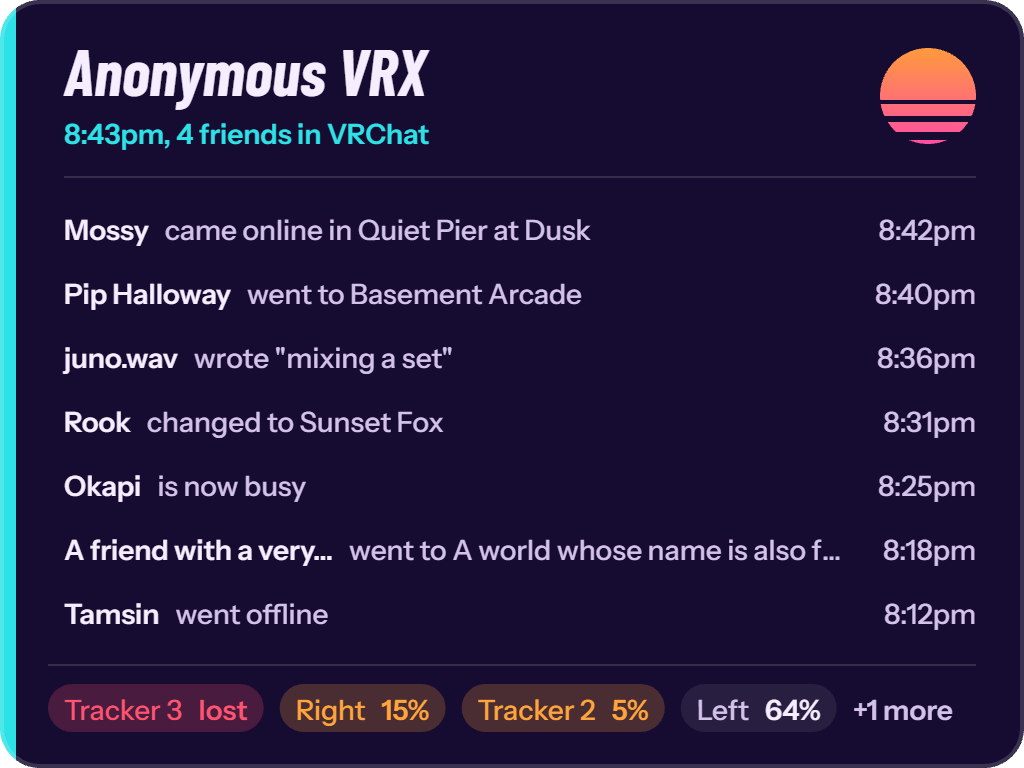 Anonymous VRX
8:43pm, 4 friends in VRChat
Mossy came online in Quiet Pier at Dusk 8:42pm
Pip Halloway went to Basement Arcade 8:40pm
juno.wav wrote "mixing a set" 8:36pm
Rook changed to Sunset Fox 8:31pm
Okapi is now busy 8:25pm
A friend with a very... went to A world whose name is also f... 8:18pm
Tamsin went offline 8:12pm
Tracker 3 lost Right 15% Tracker 2 5% Left 64% +1 more